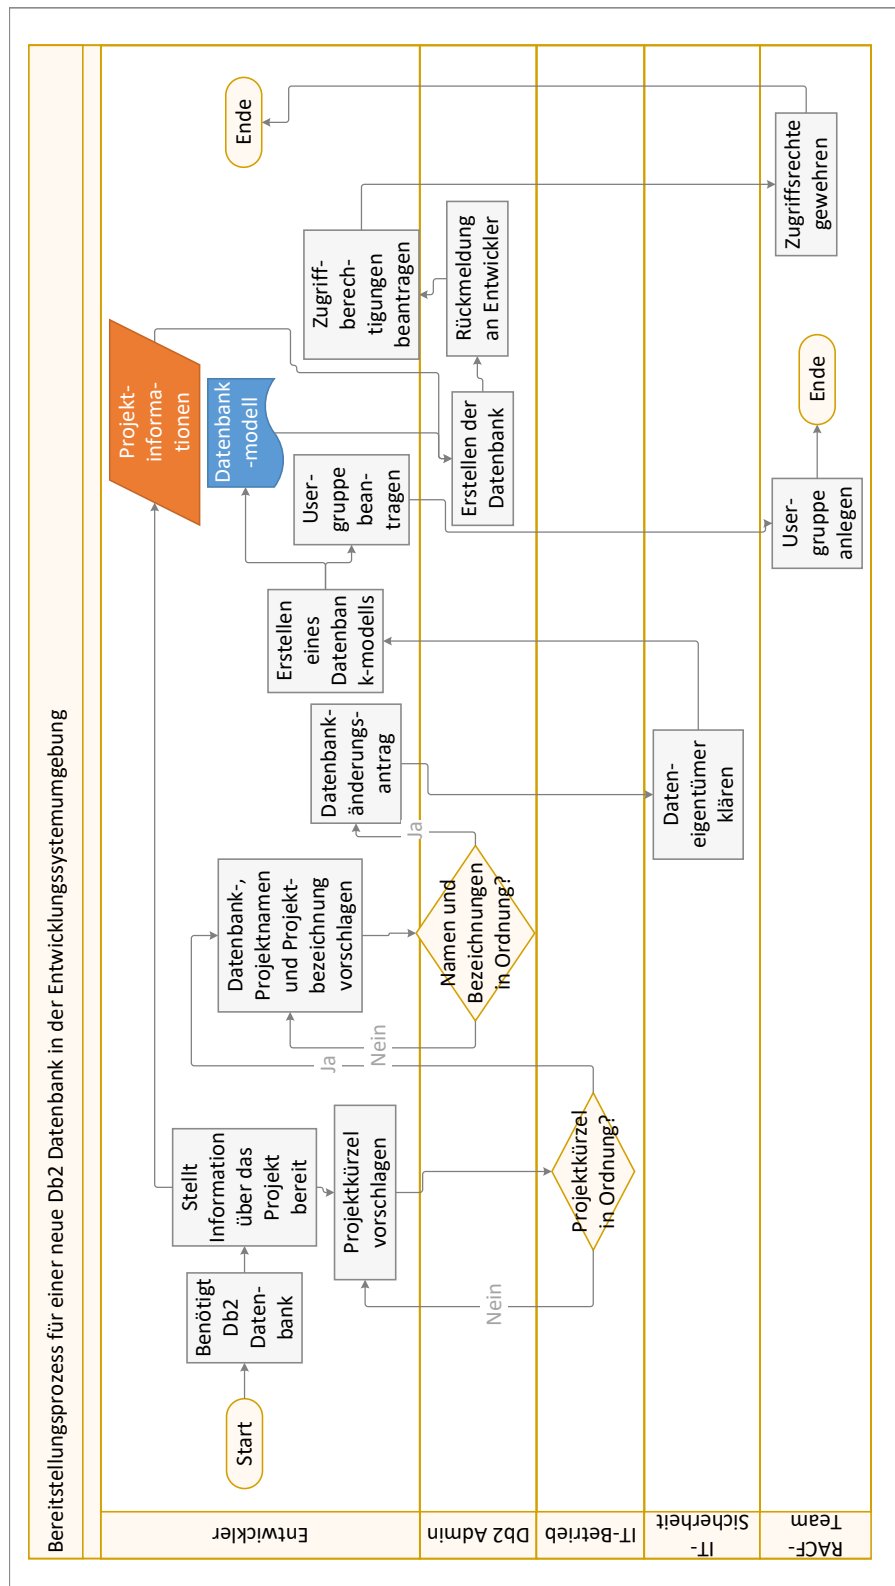 Bereitstellungsprozess für einer neue Db2 Datenbank in der Entwicklungssystemumgebung
Entwickler
Start
Benötigt
Db2
Daten-
bank
Stellt
Information
über das
Projekt
bereit
Projektkürzel
vorschlagen
Nein
Ja
Datenbank-,
Projektnamen
und Projekt-
bezeichnung
vorschlagen
Nein
Ja
Datenbank-
änderungs-
antrag
Erstellen
eines
Datenban
k-modells
User-
gruppe
bean-
tragen
Projekt-
informa-
tionen
Datenbank
-modell
Zugriff-
berech-
tigungen
beantragen
Ende
Db2 Admin
Namen und
Bezeichnungen
in Ordnung?
Erstellen der
Datenbank
Rückmeldung
an Entwickler
IT-Betrieb
Projektkürzel
in Ordnung?
IT-
Sicherheit
Daten-
eigentümer
klären
RACF-
Team
User-
gruppe
anlegen
Ende
Zugriffsrechte
gewehren